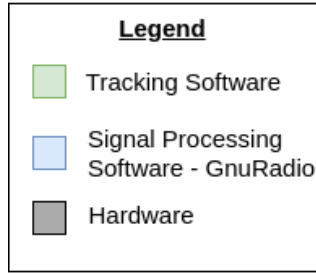 Legend
Tracking Software
Signal Processing
Software - GnuRadio
Hardware